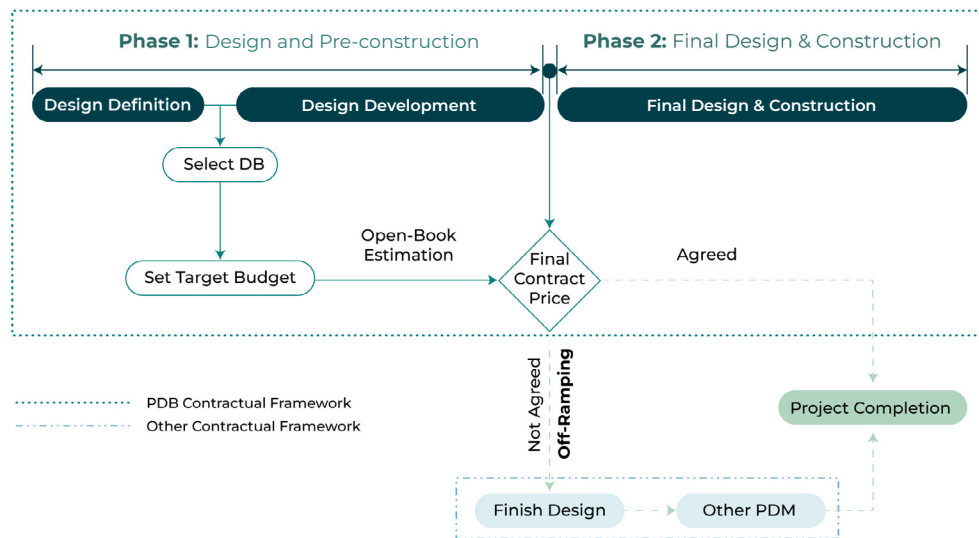 Phase 1: Design and Pre-construction
Phase 2: Final Design & Construction
Design Definition
Design Development
Final Design & Construction
Select DB
Set Target Budget
Open-Book
Estimation
Final
Contract
Price
Agreed
Not Agreed
Off-Ramping
PDB Contractual Framework
Other Contractual Framework
Project Completion
Finish Design
Other PDM